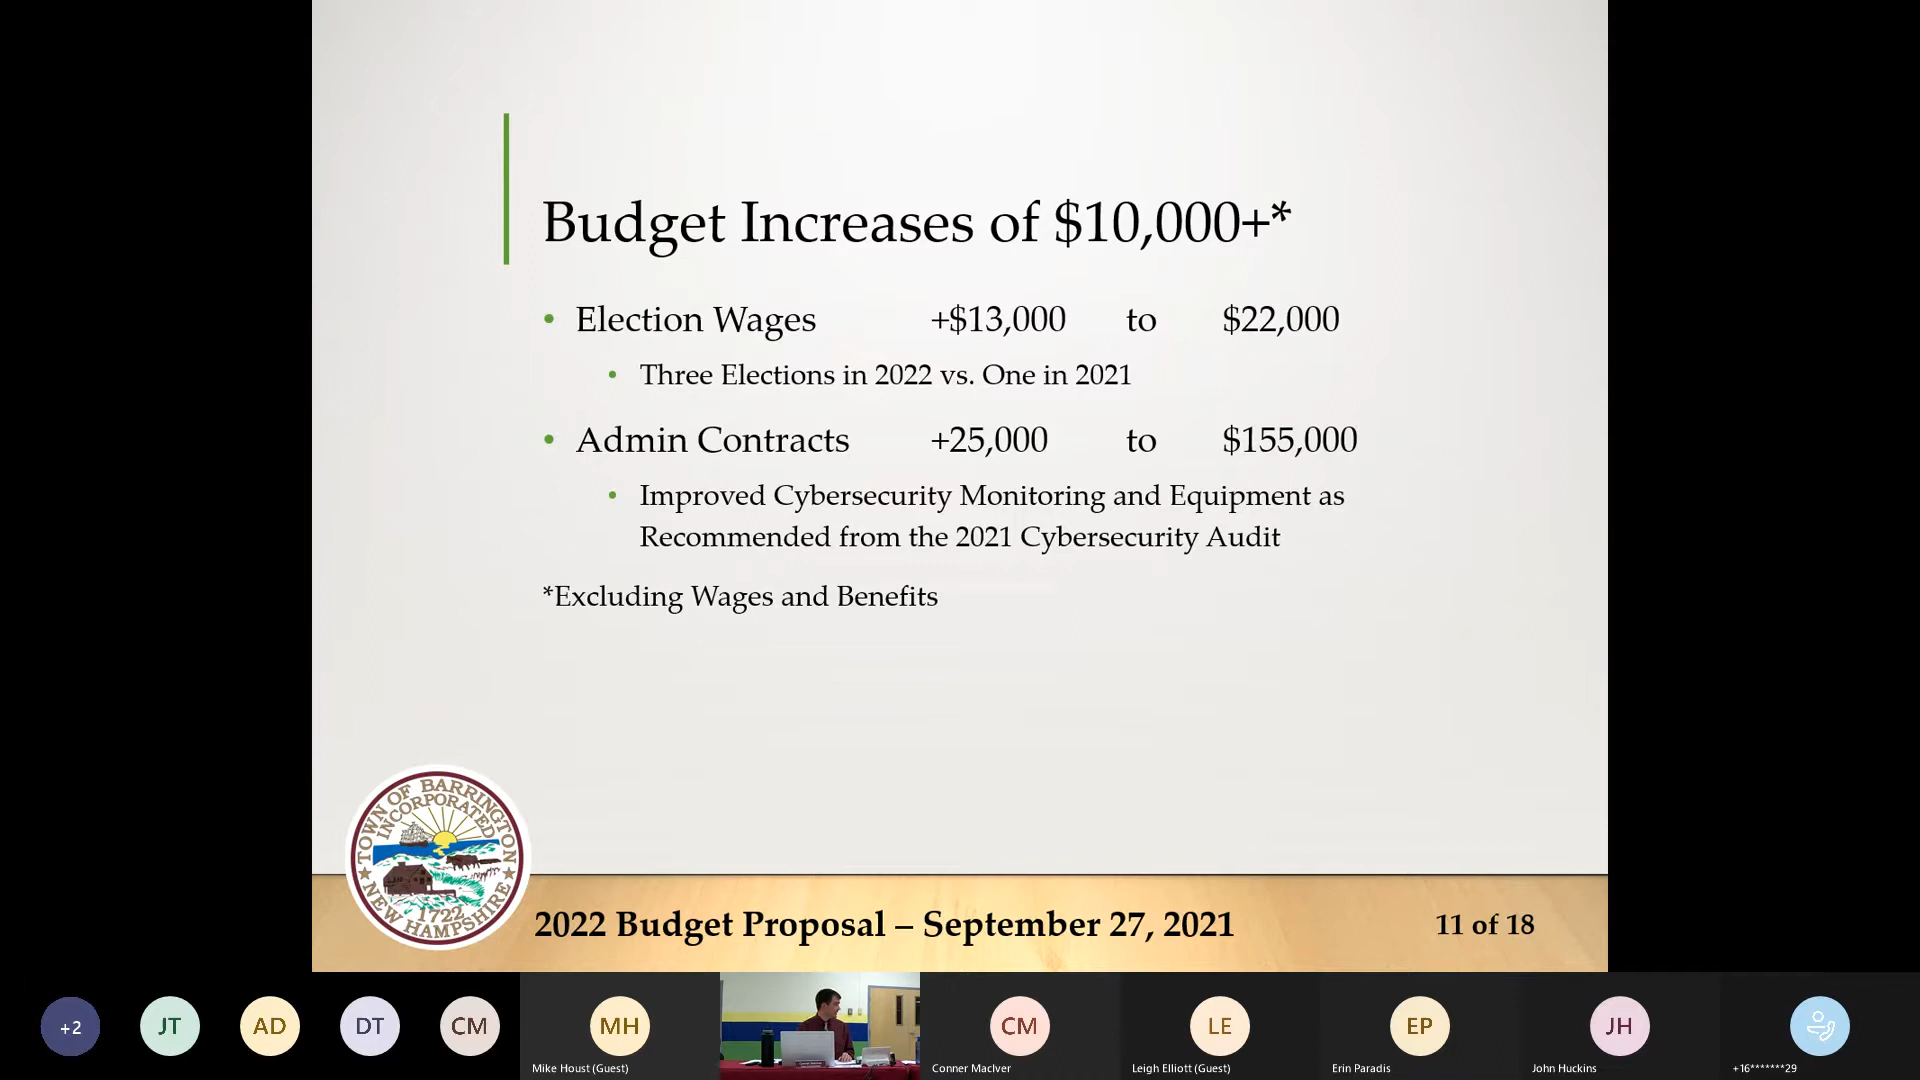 Budget Increases of $10,000+*
• Election Wages +$13,000 to $22,000
• Three Elections in 2022 vs. One in 2021
• Admin Contracts +25,000 to $155,000
• Improved Cybersecurity Monitoring and Equipment as
Recommended from the 2021 Cybersecurity Audit
*Excluding Wages and Benefits
TOWN OF BARRINGTON
INCORPORATED
1722
NEW HAMPSHIRE
2022 Budget Proposal – September 27, 2021
11 of 18
+2
JT
AD
DT
CM
MH
CM
LE
EP
JH
Mike Houst (Guest)
Conner MacIver
Leigh Elliott (Guest)
Erin Paradis
John Huckins
+16*******29